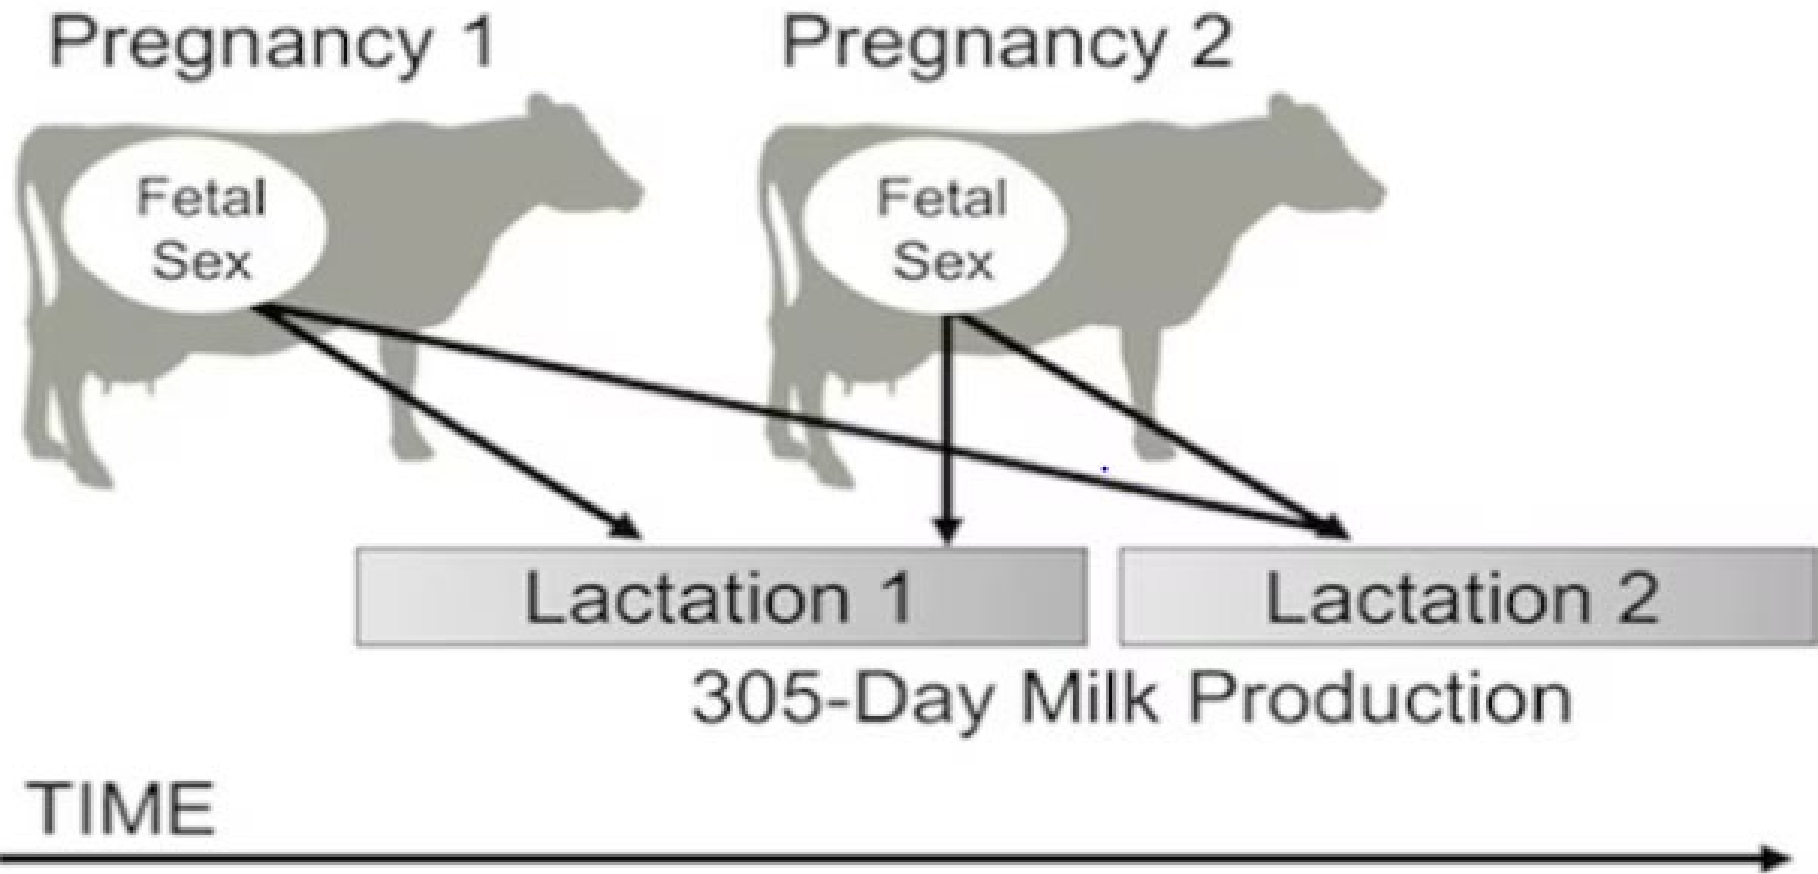 Pregnancy 1
Pregnancy 2
Fetal
Sex
Fetal
Sex
Lactation 1
Lactation 2
305-Day Milk Production
TIME